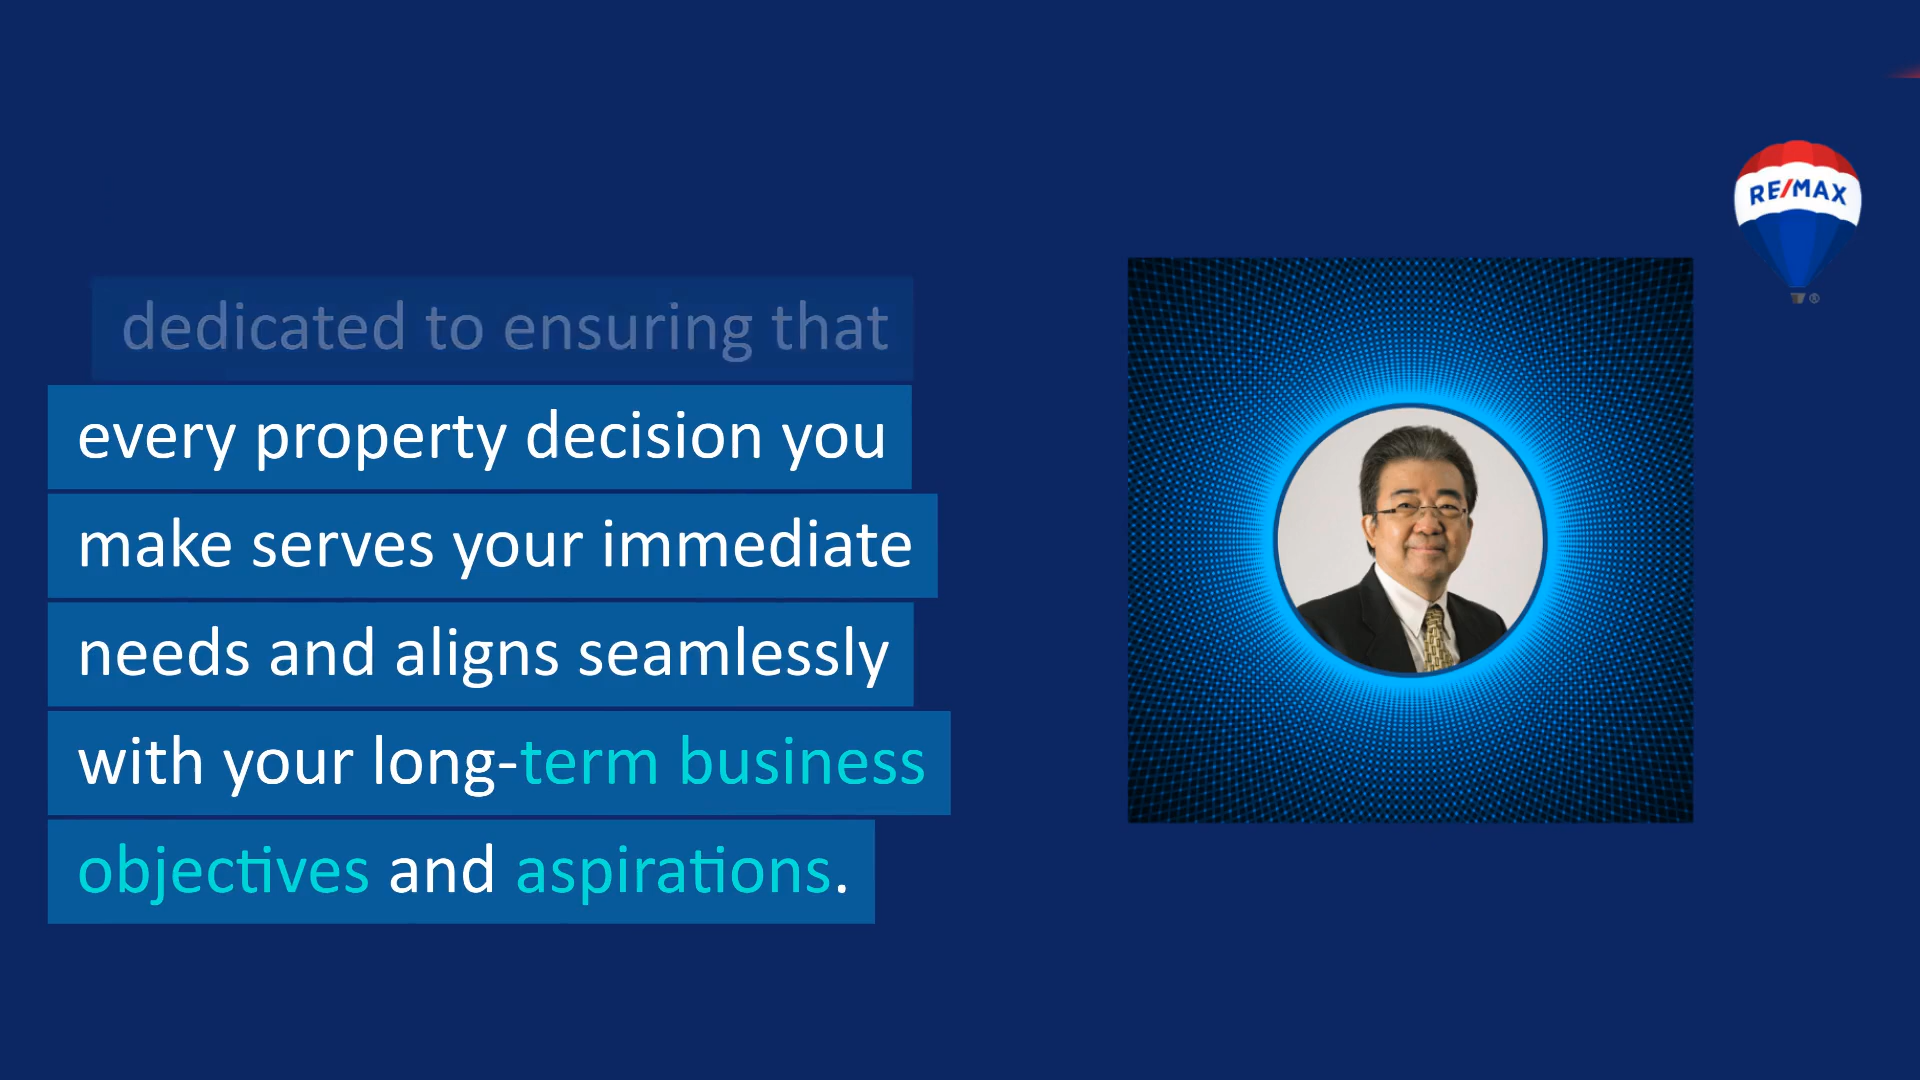 dedicated to ensuring that
every property decision you
make serves your immediate
needs and aligns seamlessly
with your long-term business
objectives and aspirations.
RE/MAX
®